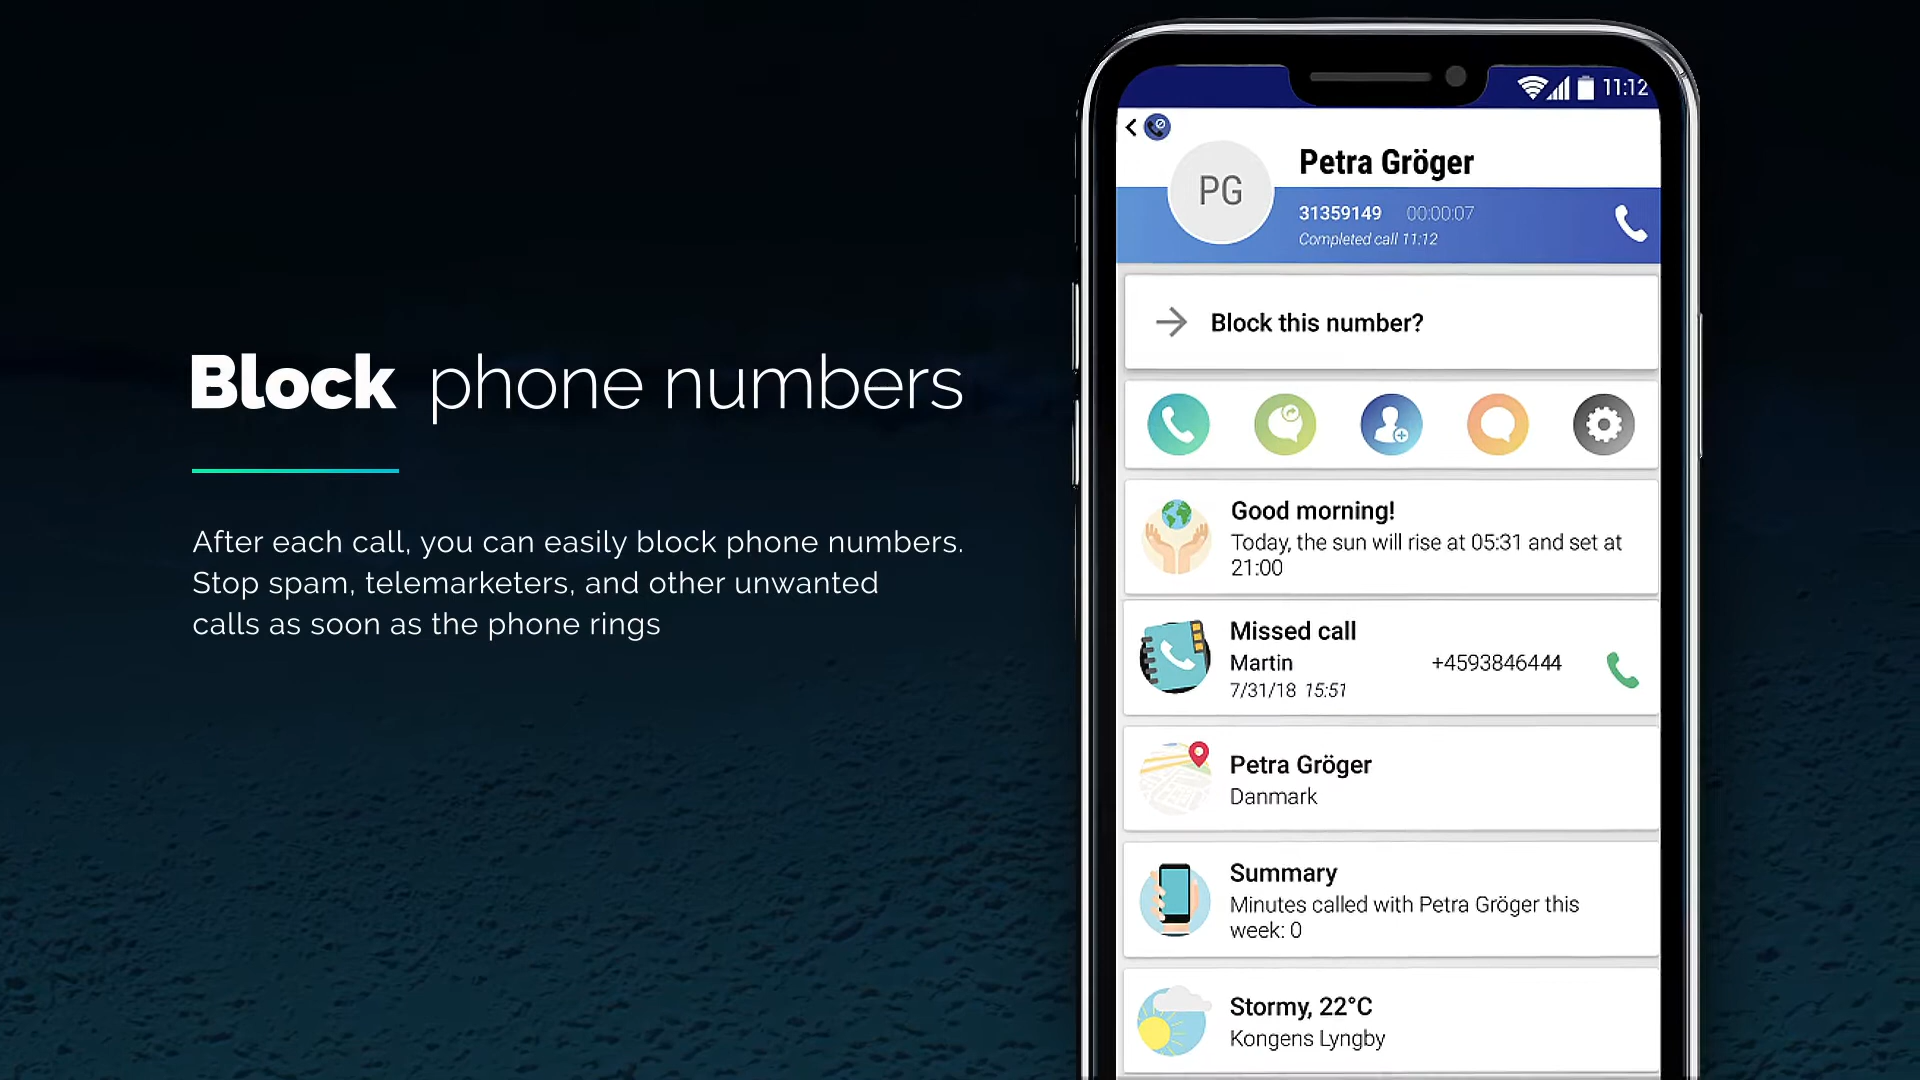 Block phone numbers
After each call, you can easily block phone numbers.
Stop spam, telemarketers, and other unwanted
calls as soon as the phone rings
11:12
Petra Gröger
PG
31359149 00:00:07
Completed call 11:12
Block this number?
Good morning!
Today, the sun will rise at 05:31 and set at
21:00
Missed call
Martin +4593846444
7/31/18 15:51
Petra Gröger
Danmark
Summary
Minutes called with Petra Gröger this
week: 0
Stormy, 22°C
Kongens Lyngby